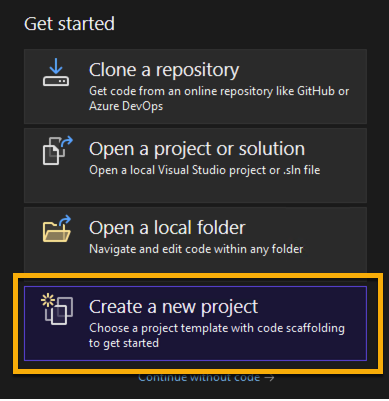 Get started
Clone a repository
Get code from an online repository like GitHub or
Azure DevOps
Open a project or solution
Open a local Visual Studio project or .sln file
Open a local folder
Navigate and edit code within any folder
Create a new project
Choose a project template with code scaffolding
to get started
Continue without code →